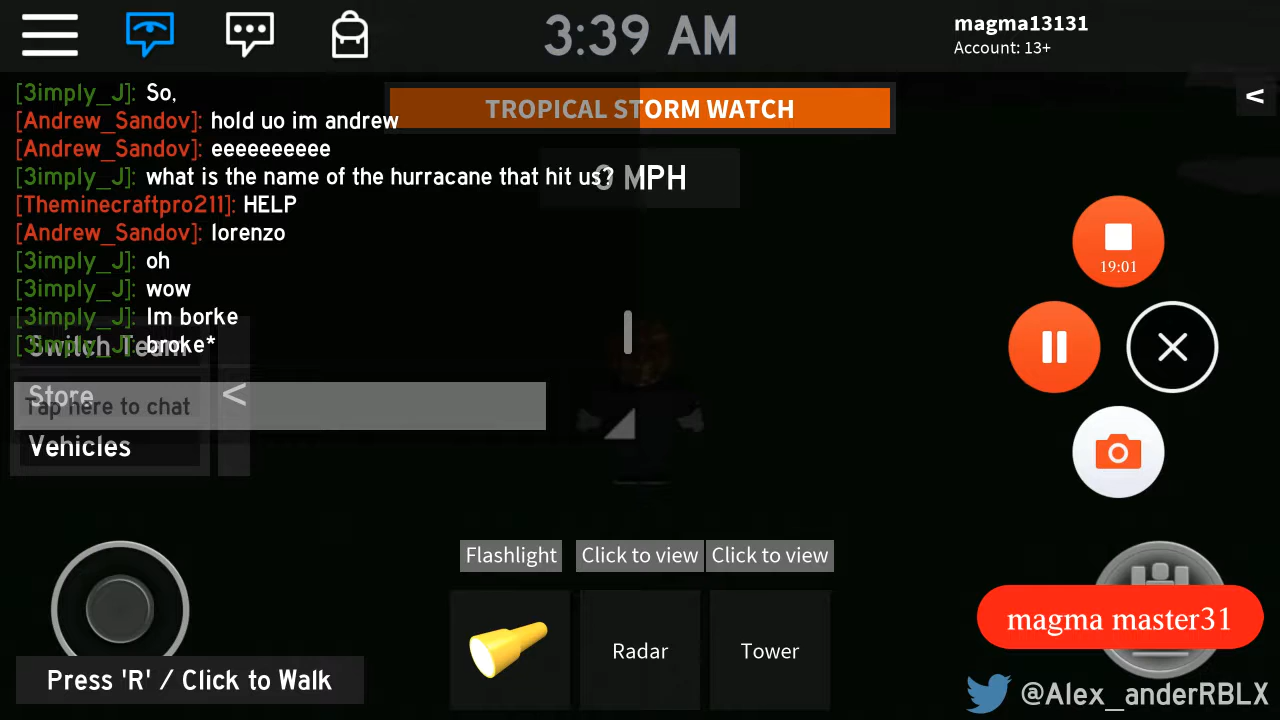 3:39 AM
magma13131
Account: 13+
TROPICAL STORM WATCH
0 MPH
<
[3imply_J]: So,
[Andrew_Sandov]: hold uo im andrew
[Andrew_Sandov]: eeeeeeeeee
[3imply_J]: what is the name of the hurracane that hit us?
[Theminecraftpro211]: HELP
[Andrew_Sandov]: lorenzo
[3imply_J]: oh
[3imply_J]: wow
[3imply_J]: Im borke
[3imply_J]: broke*
Switch Team
Store
<
Tap here to chat
Vehicles
19:01
Flashlight
Click to view
Click to view
Radar
Tower
magma master31
Press 'R' / Click to Walk
@Alex_anderRBLX